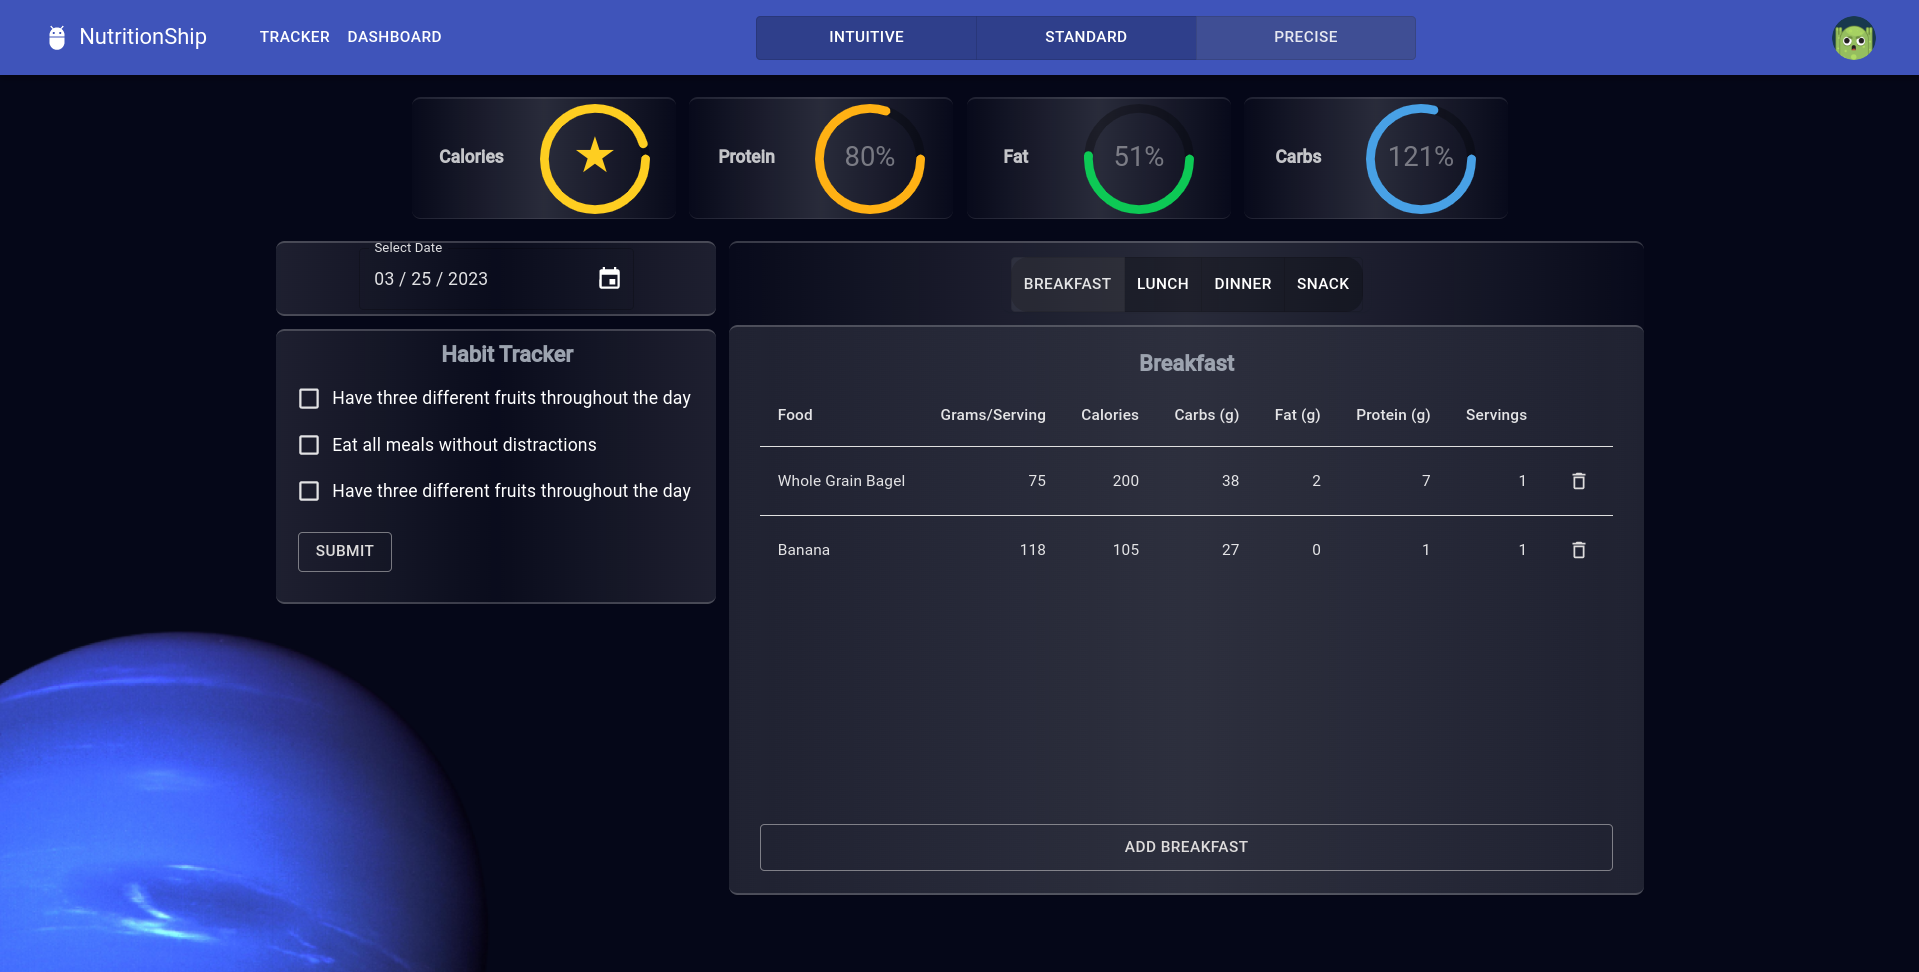 NutritionShip TRACKER DASHBOARD INTUITIVE STANDARD PRECISE
Calories Protein 80% Fat 51% Carbs 121%
Select Date
03 / 25 / 2023
Habit Tracker
Have three different fruits throughout the day
Eat all meals without distractions
Have three different fruits throughout the day
SUBMIT
BREAKFAST LUNCH DINNER SNACK
Breakfast
Food Grams/Serving Calories Carbs (g) Fat (g) Protein (g) Servings
Whole Grain Bagel 75 200 38 2 7 1
Banana 118 105 27 0 1 1
ADD BREAKFAST